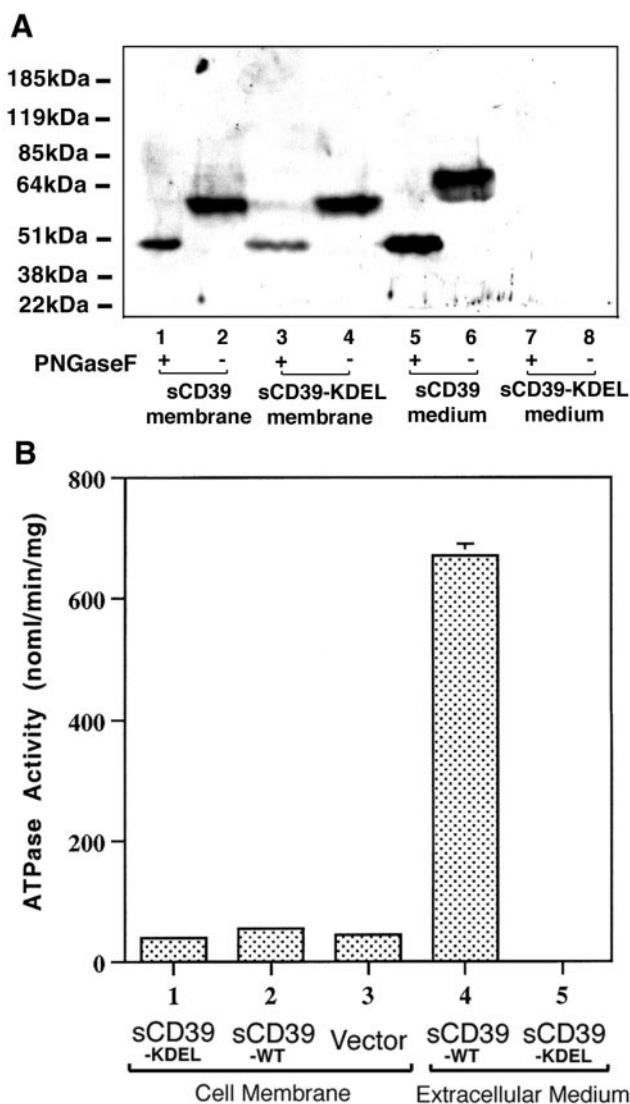 A
185kDa
119kDa
85kDa
64kDa
51kDa
38kDa
22kDa
1 2 3 4 5 6 7 8
PNGaseF + - + - + - + -
sCD39 sCD39-KDEL sCD39 sCD39-KDEL
membrane membrane medium medium
B
ATPase Activity (noml/min/mg)
800
600
400
200
0
1 2 3 4 5
sCD39 sCD39 Vector sCD39 sCD39
-KDEL -WT -WT -KDEL
Cell Membrane Extracellular Medium